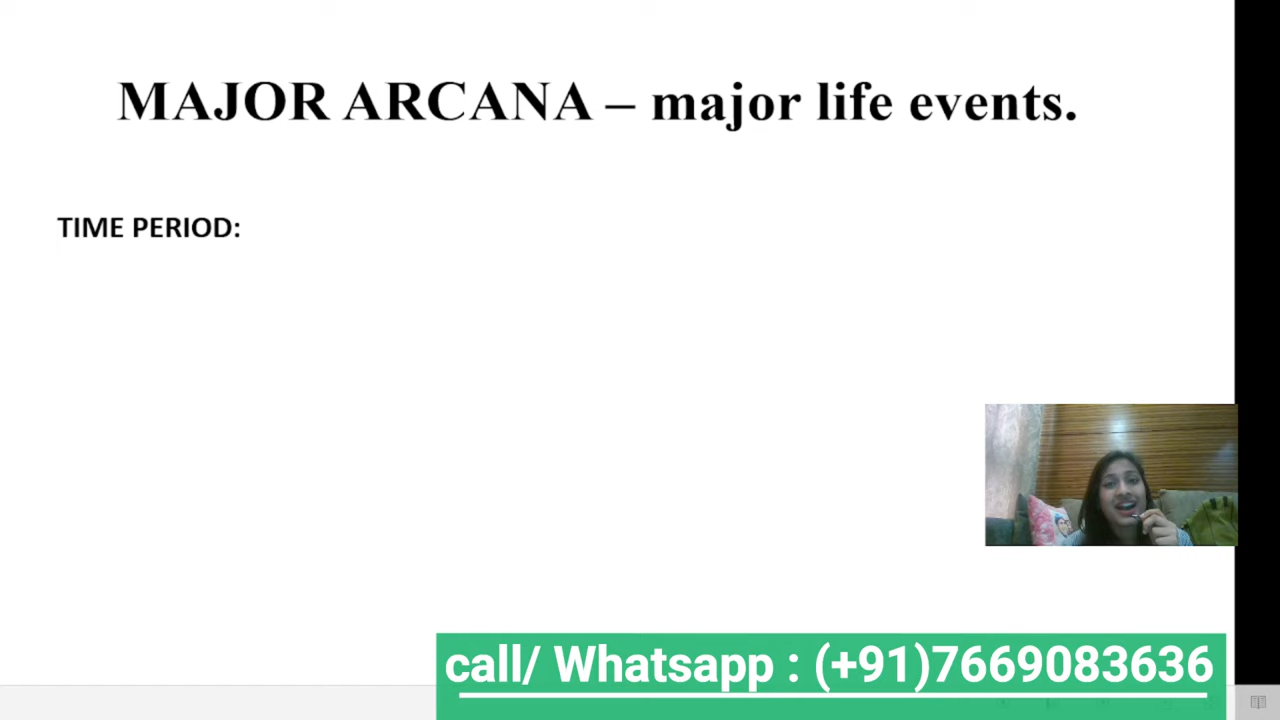 MAJOR ARCANA – major life events.
TIME PERIOD:
call/ Whatsapp : (+91)7669083636